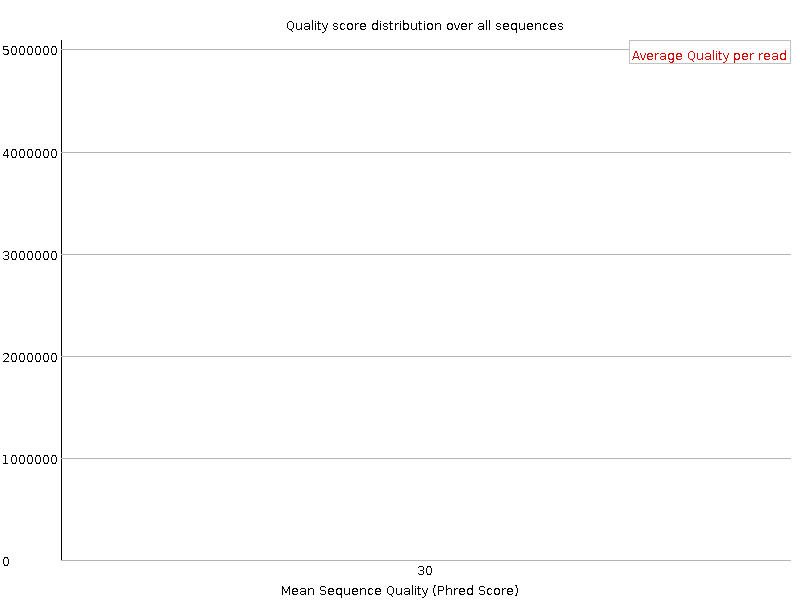 Quality score distribution over all sequences
Average Quality per read
5000000
4000000
3000000
2000000
1000000
0
30
Mean Sequence Quality (Phred Score)